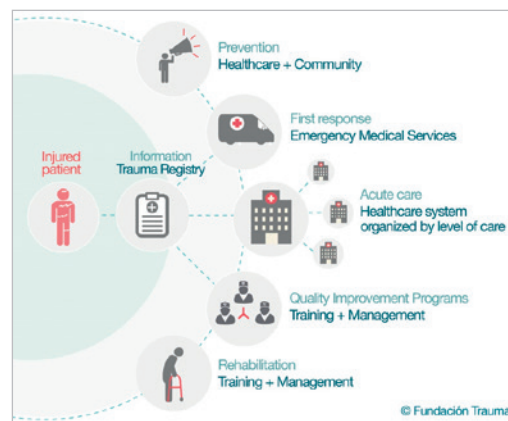 Prevention
Healthcare + Community
First response
Emergency Medical Services
Injured
patient
Information
Trauma Registry
Acute care
Healthcare system
organized by level of care
Quality Improvement Programs
Training + Management
Rehabilitation
Training + Management
© Fundación Trauma